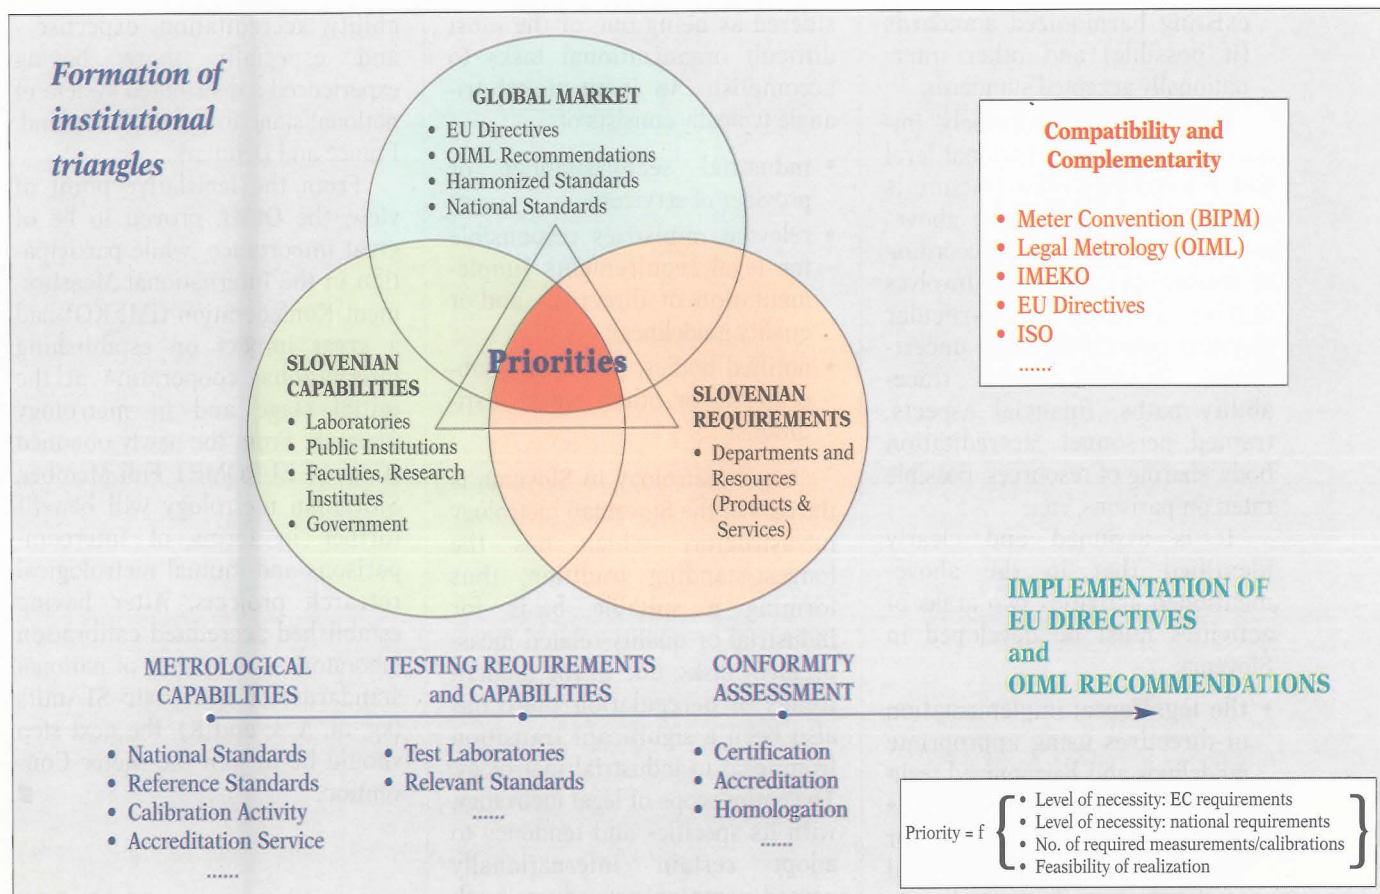 Formation of
institutional
triangles
GLOBAL MARKET
• EU Directives
• OIML Recommendations
• Harmonized Standards
• National Standards
Compatibility and
Complementarity
• Meter Convention (BIPM)
• Legal Metrology (OIML)
• IMEKO
• EU Directives
• ISO
......
Priorities
SLOVENIAN
CAPABILITIES
• Laboratories
• Public Institutions
• Faculties, Research
Institutes
• Government
SLOVENIAN
REQUIREMENTS
• Departments and
Resources
(Products &
Services)
IMPLEMENTATION OF
EU DIRECTIVES
and
OIML RECOMMENDATIONS
METROLOGICAL
CAPABILITIES
• National Standards
• Reference Standards
• Calibration Activity
• Accreditation Service
......
TESTING REQUIREMENTS
and CAPABILITIES
• Test Laboratories
• Relevant Standards
......
CONFORMITY
ASSESSMENT
• Certification
• Accreditation
• Homologation
......
Priority = f
• Level of necessity: EC requirements
• Level of necessity: national requirements
• No. of required measurements/calibrations
• Feasibility of realization